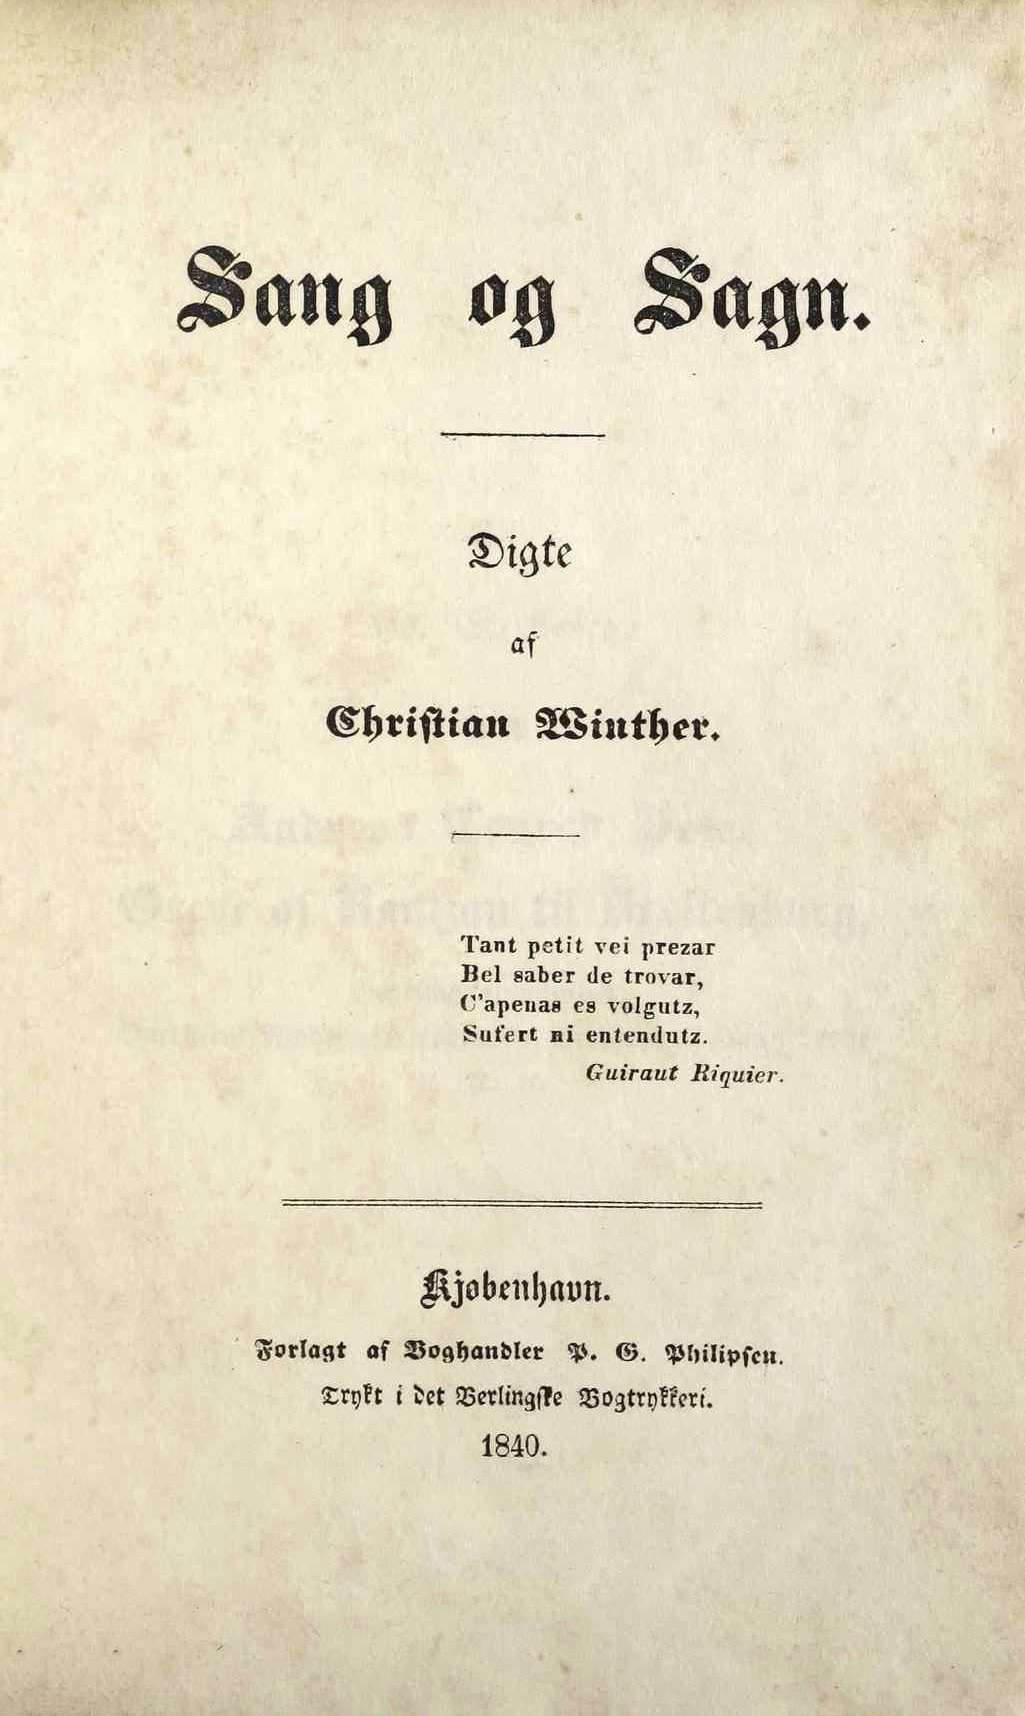 Sang og Sagn.
Digte
af
Christian Winther.
Tant petit vei prezar
Bel saber de trovar,
C'apenas es volgutz,
Sufert ni entendutz.
Guiraut Riquier.
Kjøbenhavn.
Forlagt af Boghandler P. G. Philipsen.
Trykt i det Berlingske Bogtrykkeri.
1840.